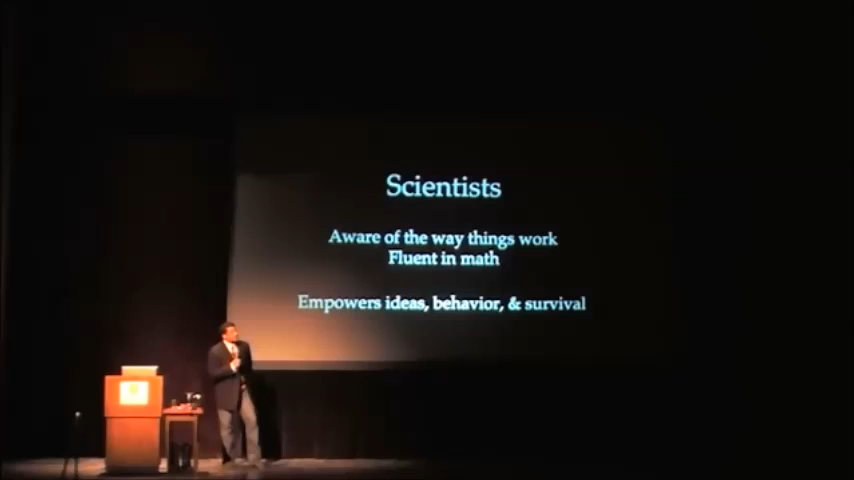 Scientists
Aware of the way things work
Fluent in math
Empowers ideas, behavior, & survival